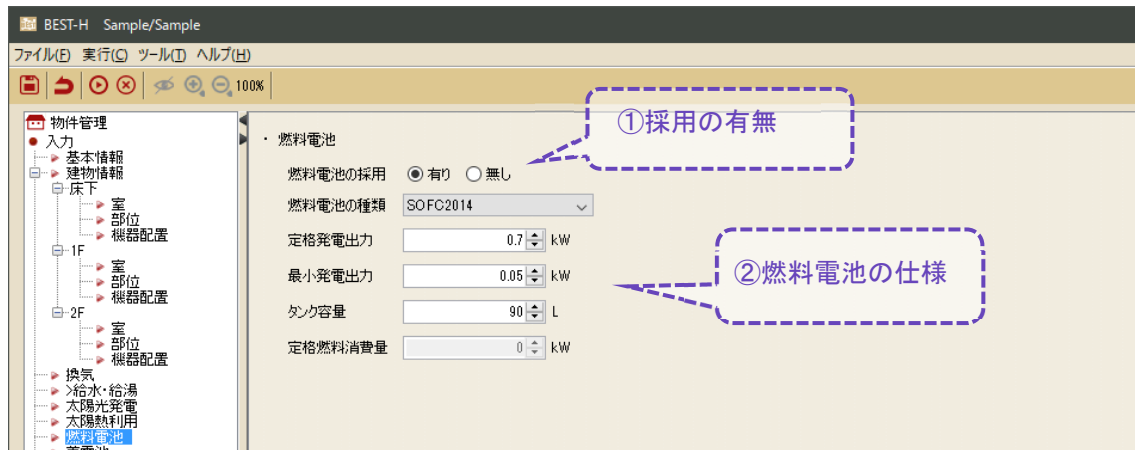 BEST-H Sample/Sample
ファイル(F) 実行(C) ツール(T) ヘルプ(H)
100%
物件管理
入力
基本情報
建物情報
床下
室
部位
機器配置
1F
室
部位
機器配置
2F
室
部位
機器配置
換気
>給水・給湯
太陽光発電
太陽熱利用
燃料電池
・ 燃料電池
燃料電池の採用 有り 無し
燃料電池の種類 SOFC2014
定格発電出力 0.7 kW
最小発電出力 0.05 kW
タンク容量 90 L
定格燃料消費量 0 kW
①採用の有無
②燃料電池の仕様